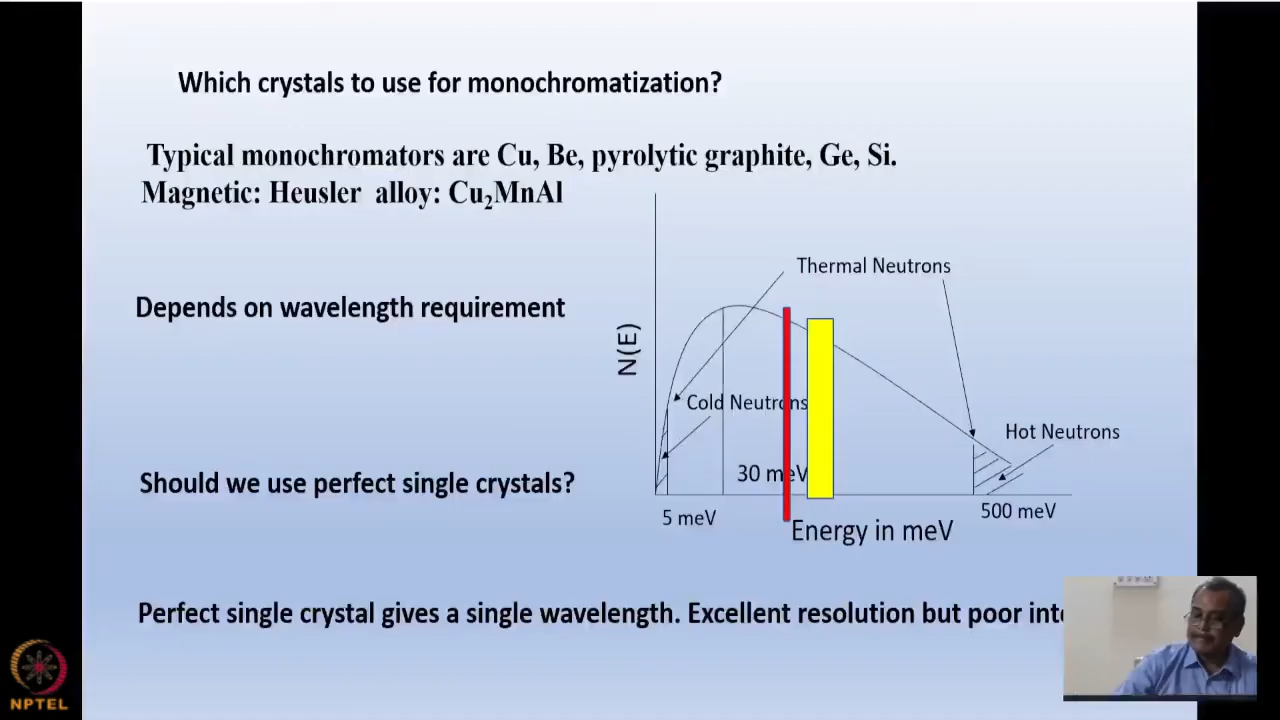 Which crystals to use for monochromatization?
Typical monochromators are Cu, Be, pyrolytic graphite, Ge, Si.
Magnetic: Heusler alloy: Cu₂MnAl
Thermal Neutrons
Depends on wavelength requirement
N(E)
Cold Neutrons
Hot Neutrons
30 meV
Should we use perfect single crystals?
5 meV
500 meV
Energy in meV
Perfect single crystal gives a single wavelength. Excellent resolution but poor
NPTEL